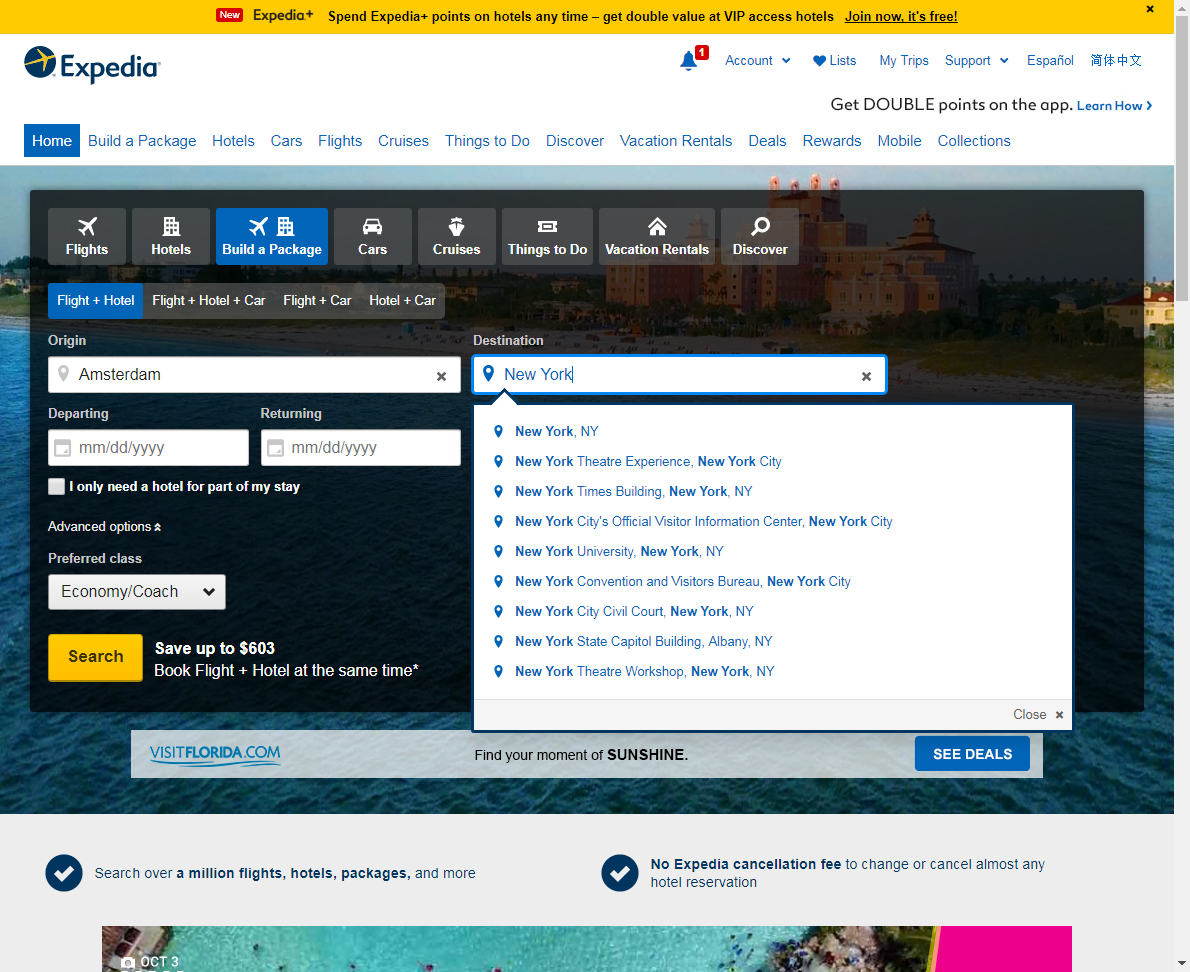 New Expedia+ Spend Expedia+ points on hotels any time – get double value at VIP access hotels Join now, it's free!
Expedia
1 Account Lists My Trips Support Español 简体中文
Get DOUBLE points on the app. Learn How
Home Build a Package Hotels Cars Flights Cruises Things to Do Discover Vacation Rentals Deals Rewards Mobile Collections
Flights Hotels Build a Package Cars Cruises Things to Do Vacation Rentals Discover
Flight + Hotel Flight + Hotel + Car Flight + Car Hotel + Car
Origin Destination
Amsterdam New York
Departing Returning
mm/dd/yyyy mm/dd/yyyy
I only need a hotel for part of my stay
Advanced options
Preferred class
Economy/Coach
Search Save up to $603
Book Flight + Hotel at the same time*
New York, NY
New York Theatre Experience, New York City
New York Times Building, New York, NY
New York City's Official Visitor Information Center, New York City
New York University, New York, NY
New York Convention and Visitors Bureau, New York City
New York City Civil Court, New York, NY
New York State Capitol Building, Albany, NY
New York Theatre Workshop, New York, NY
Close
VISITFLORIDA.COM Find your moment of SUNSHINE. SEE DEALS
Search over a million flights, hotels, packages, and more
No Expedia cancellation fee to change or cancel almost any
hotel reservation
OCT 3